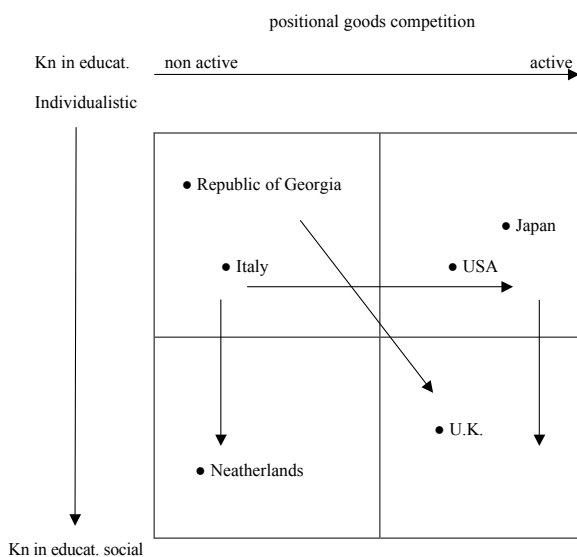 positional goods competition
Kn in educat. non active active
Individualistic
● Republic of Georgia
● Japan
● Italy ● USA
● U.K.
● Neatherlands
Kn in educat. social